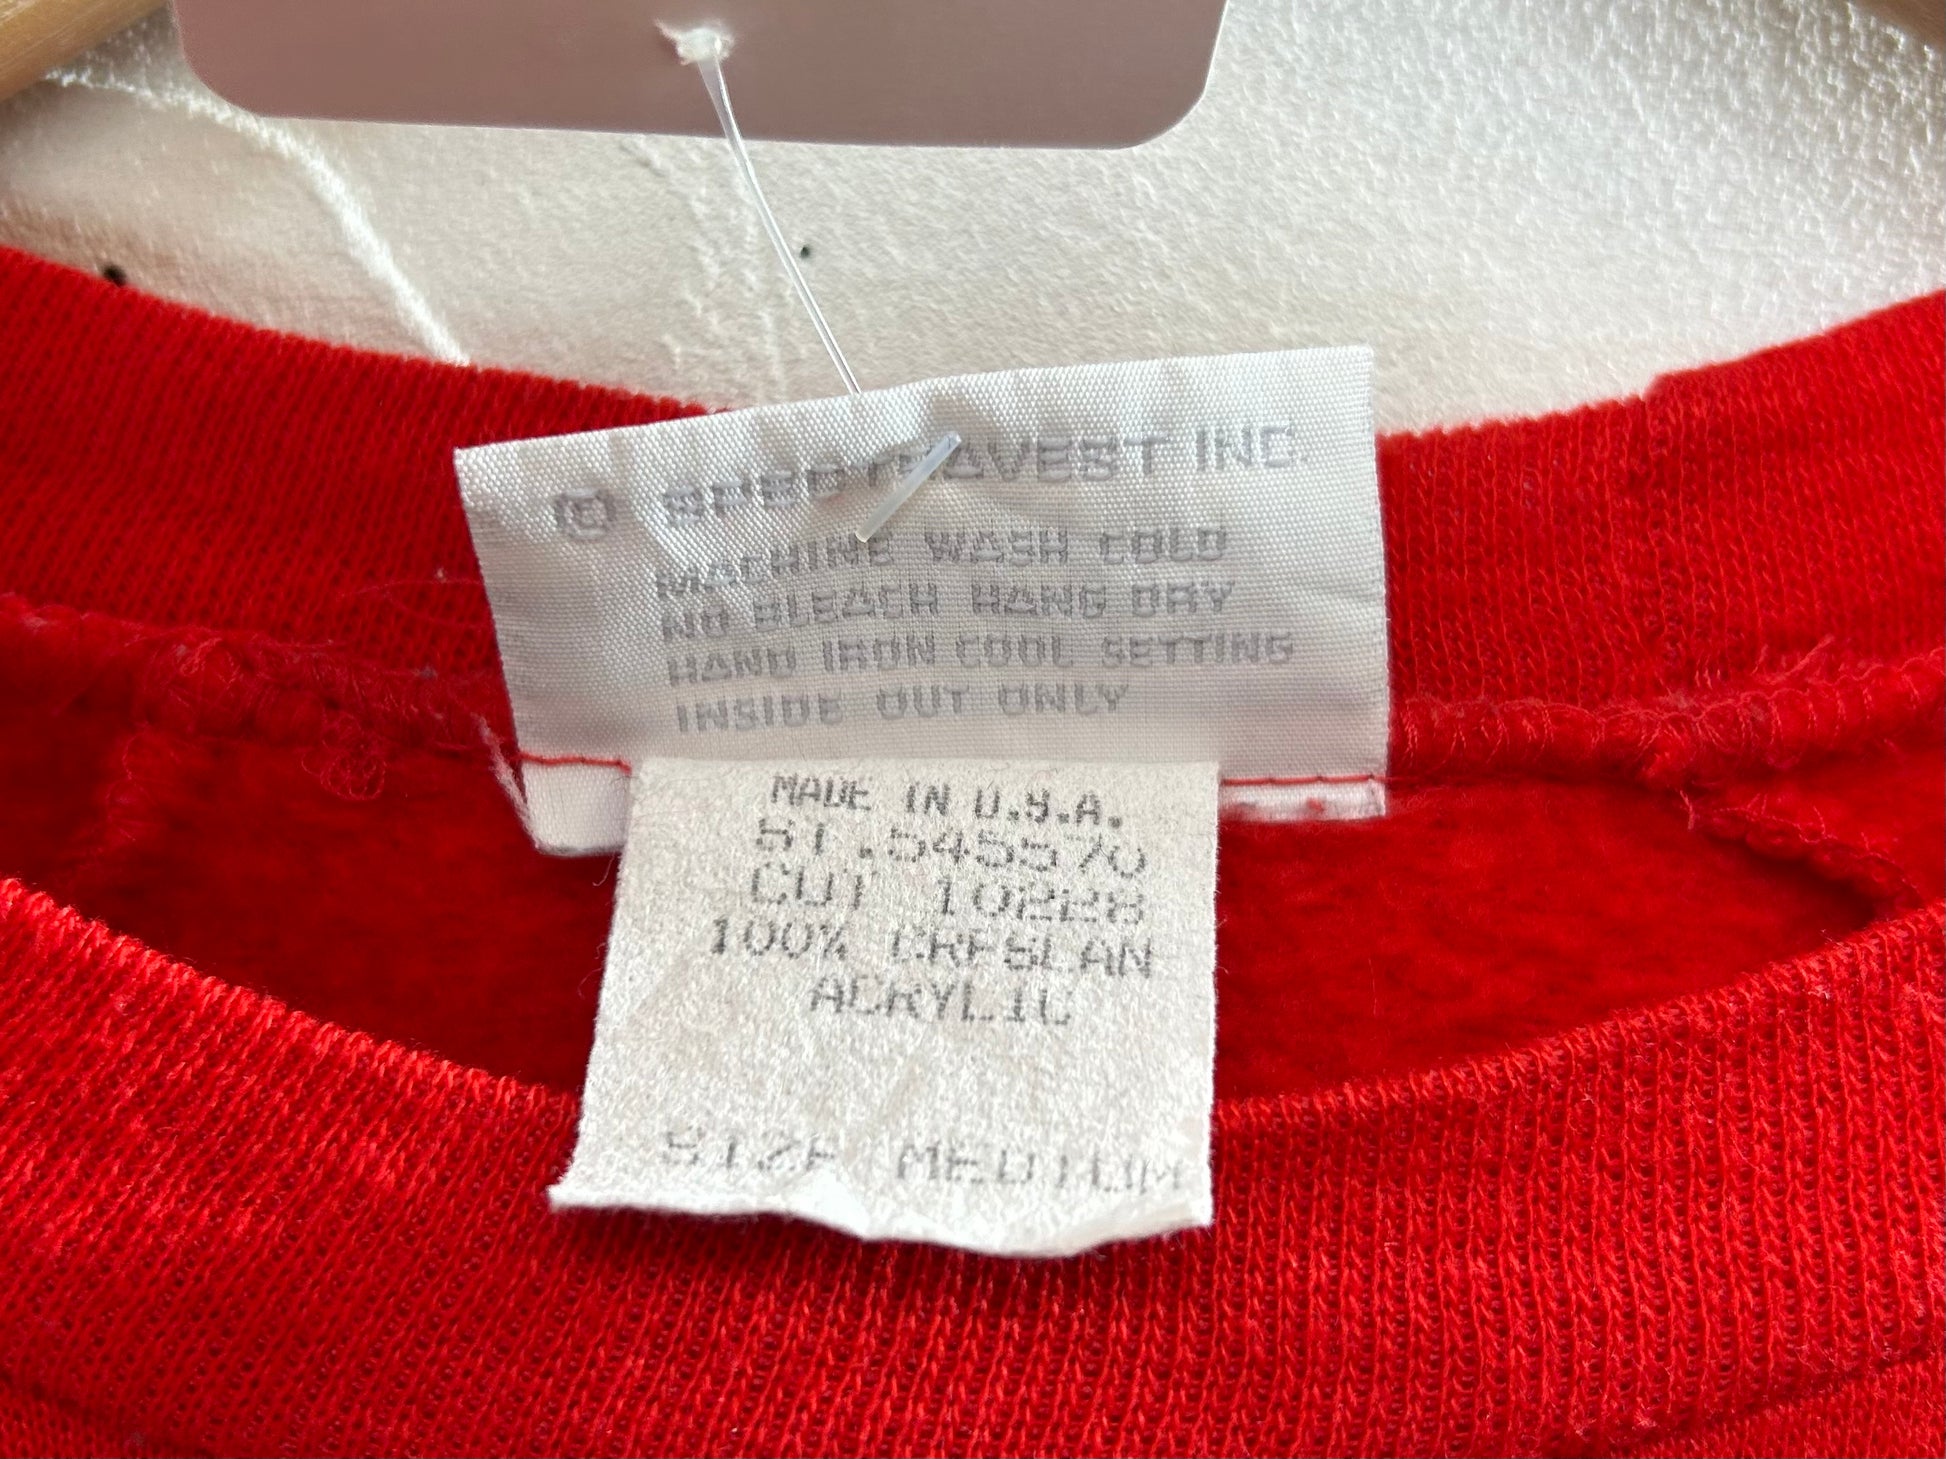 © SPEEDYRAVEST INC.
MACHINE WASH COLD
NO BLEACH HANG DRY
HAND IRON COOL SETTING
INSIDE OUT ONLY
MADE IN U.S.A.
ST.545570
CUT 10228
100% CRESLAN
ACRYLIC
SIZE MEDIUM